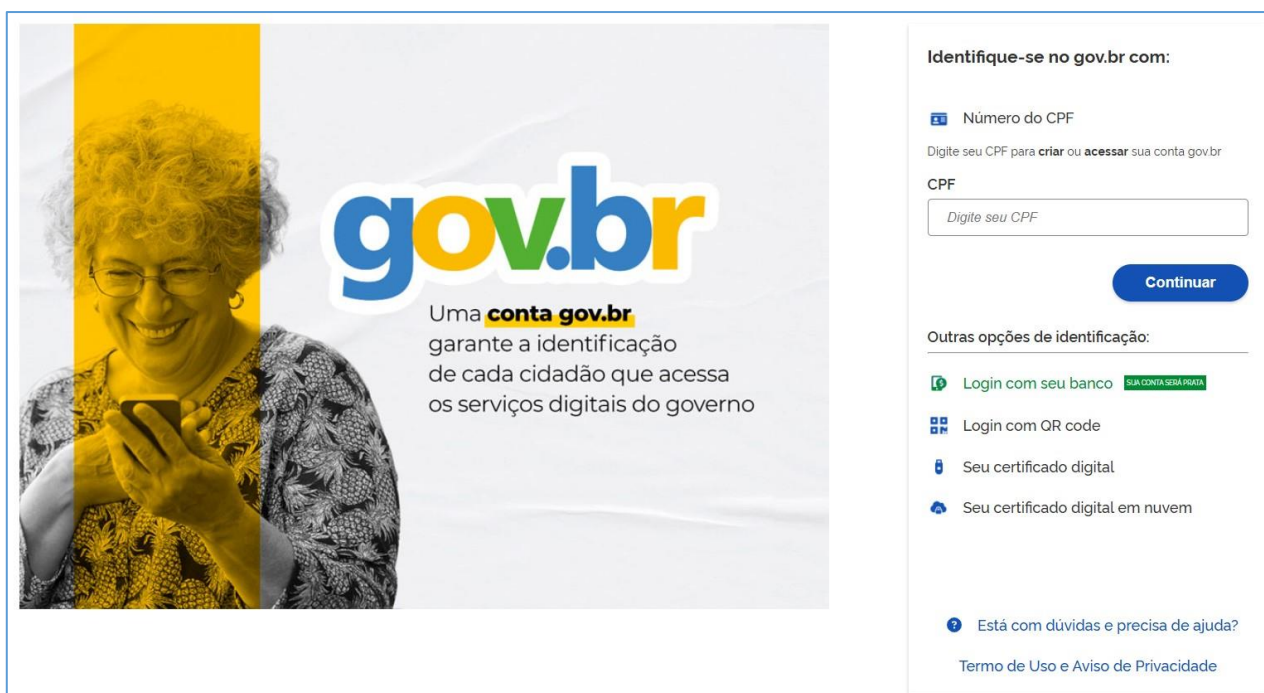 gov.br
Uma conta gov.br
garante a identificação
de cada cidadão que acessa
os serviços digitais do governo
Identifique-se no gov.br com:
Número do CPF
Digite seu CPF para criar ou acessar sua conta gov.br
CPF
Digite seu CPF
Continuar
Outras opções de identificação:
Login com seu banco SUA CONTA SERÁ PRATA
Login com QR code
Seu certificado digital
Seu certificado digital em nuvem
Está com dúvidas e precisa de ajuda?
Termo de Uso e Aviso de Privacidade